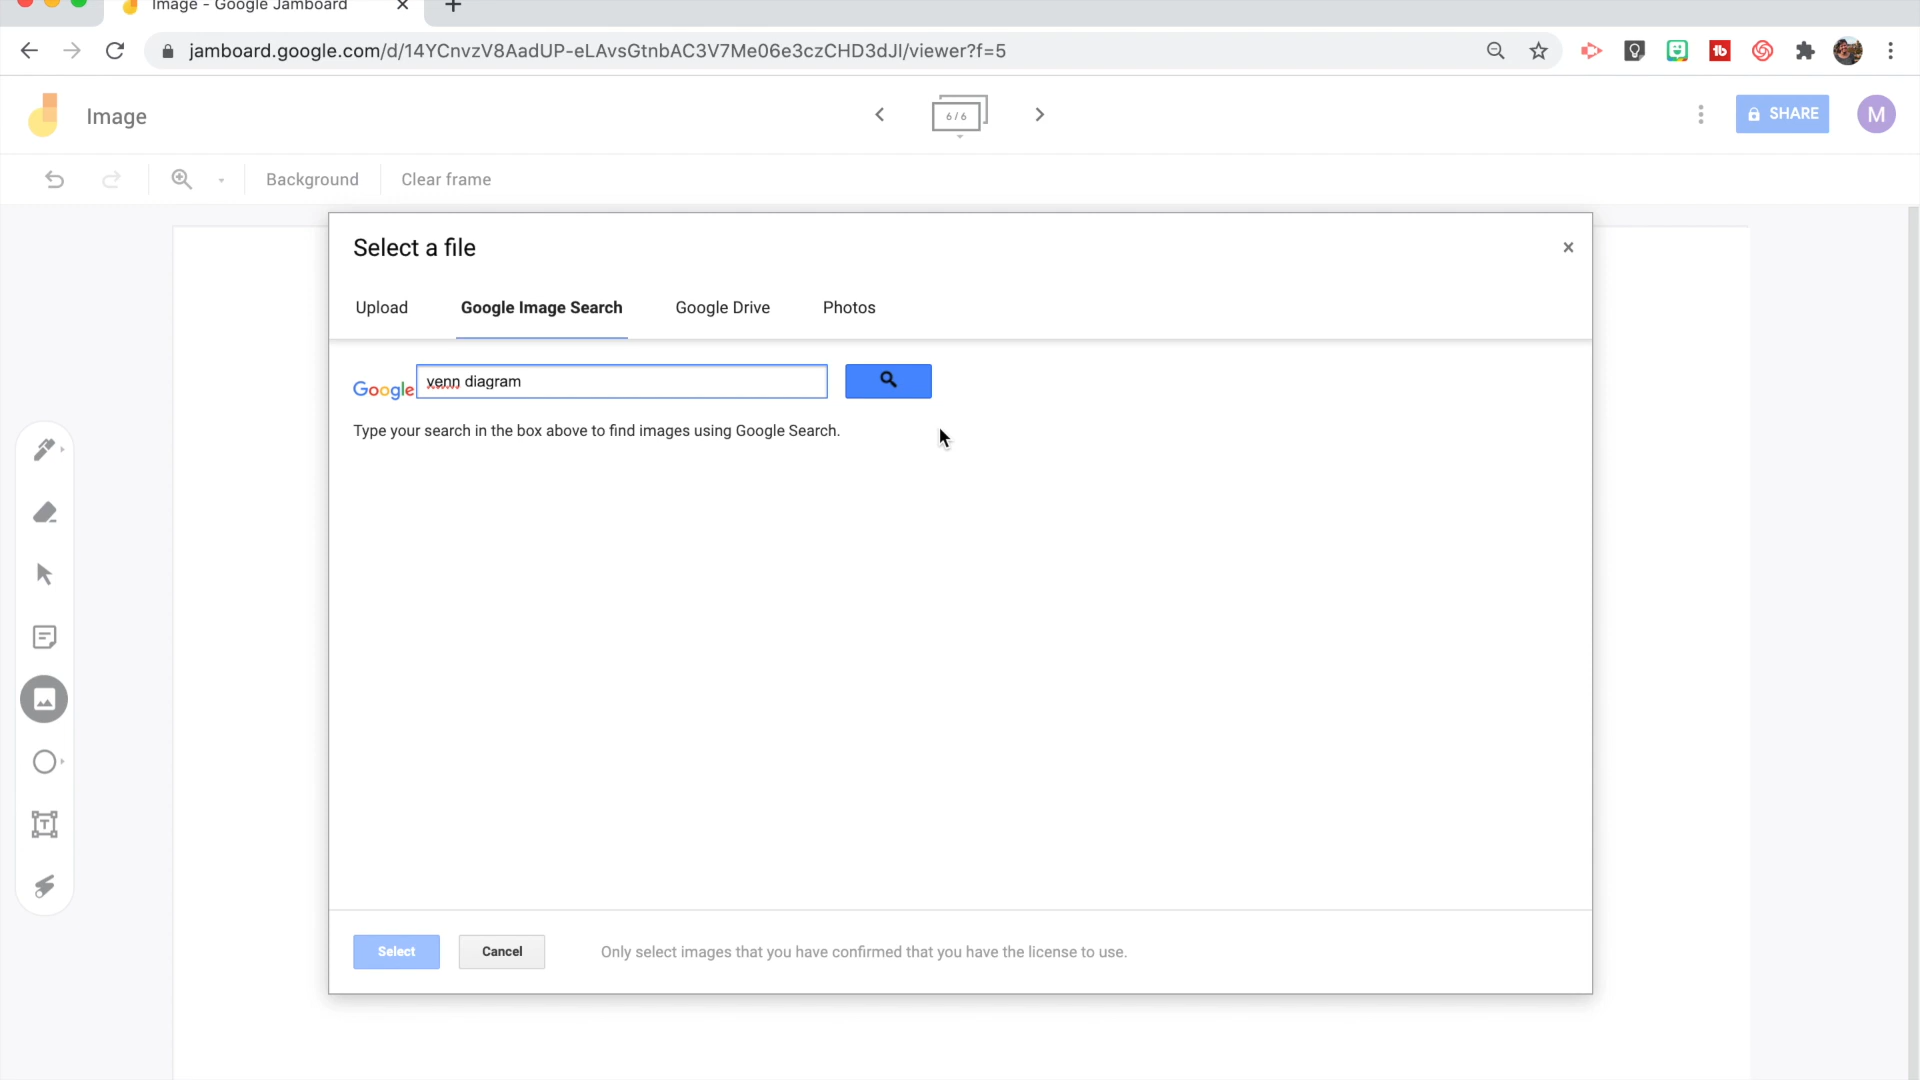 Image - Google Jamboard
jamboard.google.com/d/14YCnvzV8AadUP-eLAvsGtnbAC3V7Me06e3czCHD3dJI/viewer?f=5
Image
6 / 6
SHARE
M
Background
Clear frame
Select a file
Upload
Google Image Search
Google Drive
Photos
Google
venn diagram
Type your search in the box above to find images using Google Search.
Select
Cancel
Only select images that you have confirmed that you have the license to use.